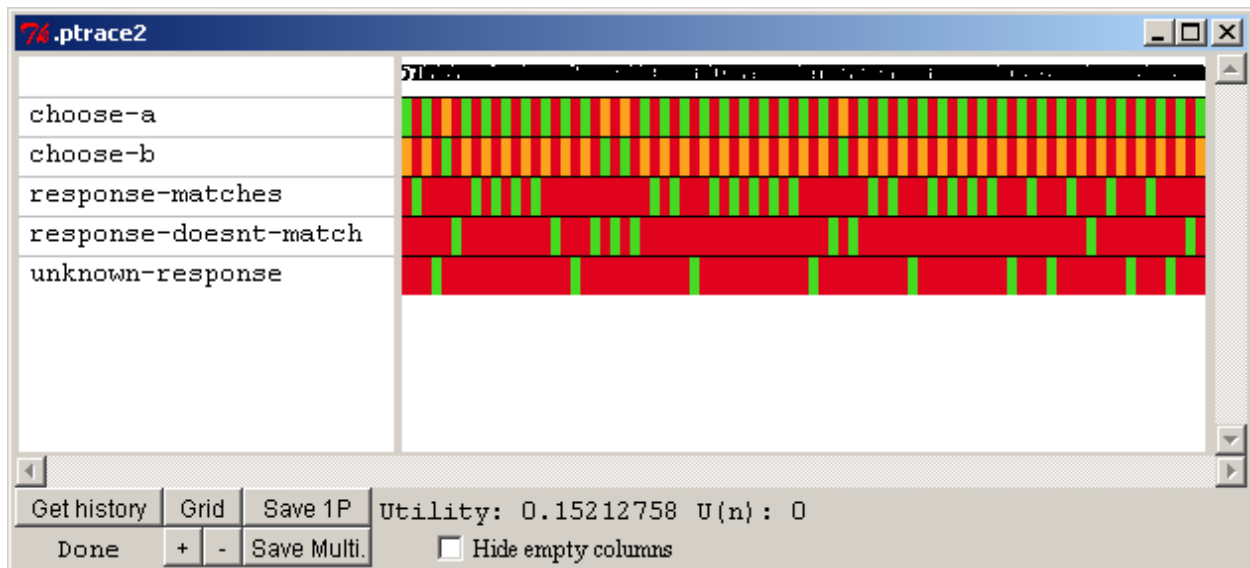 .ptrace2
choose-a
choose-b
response-matches
response-doesnt-match
unknown-response
Get history Grid Save 1P Utility: 0.15212758 U(n): 0
Done + - Save Multi. Hide empty columns